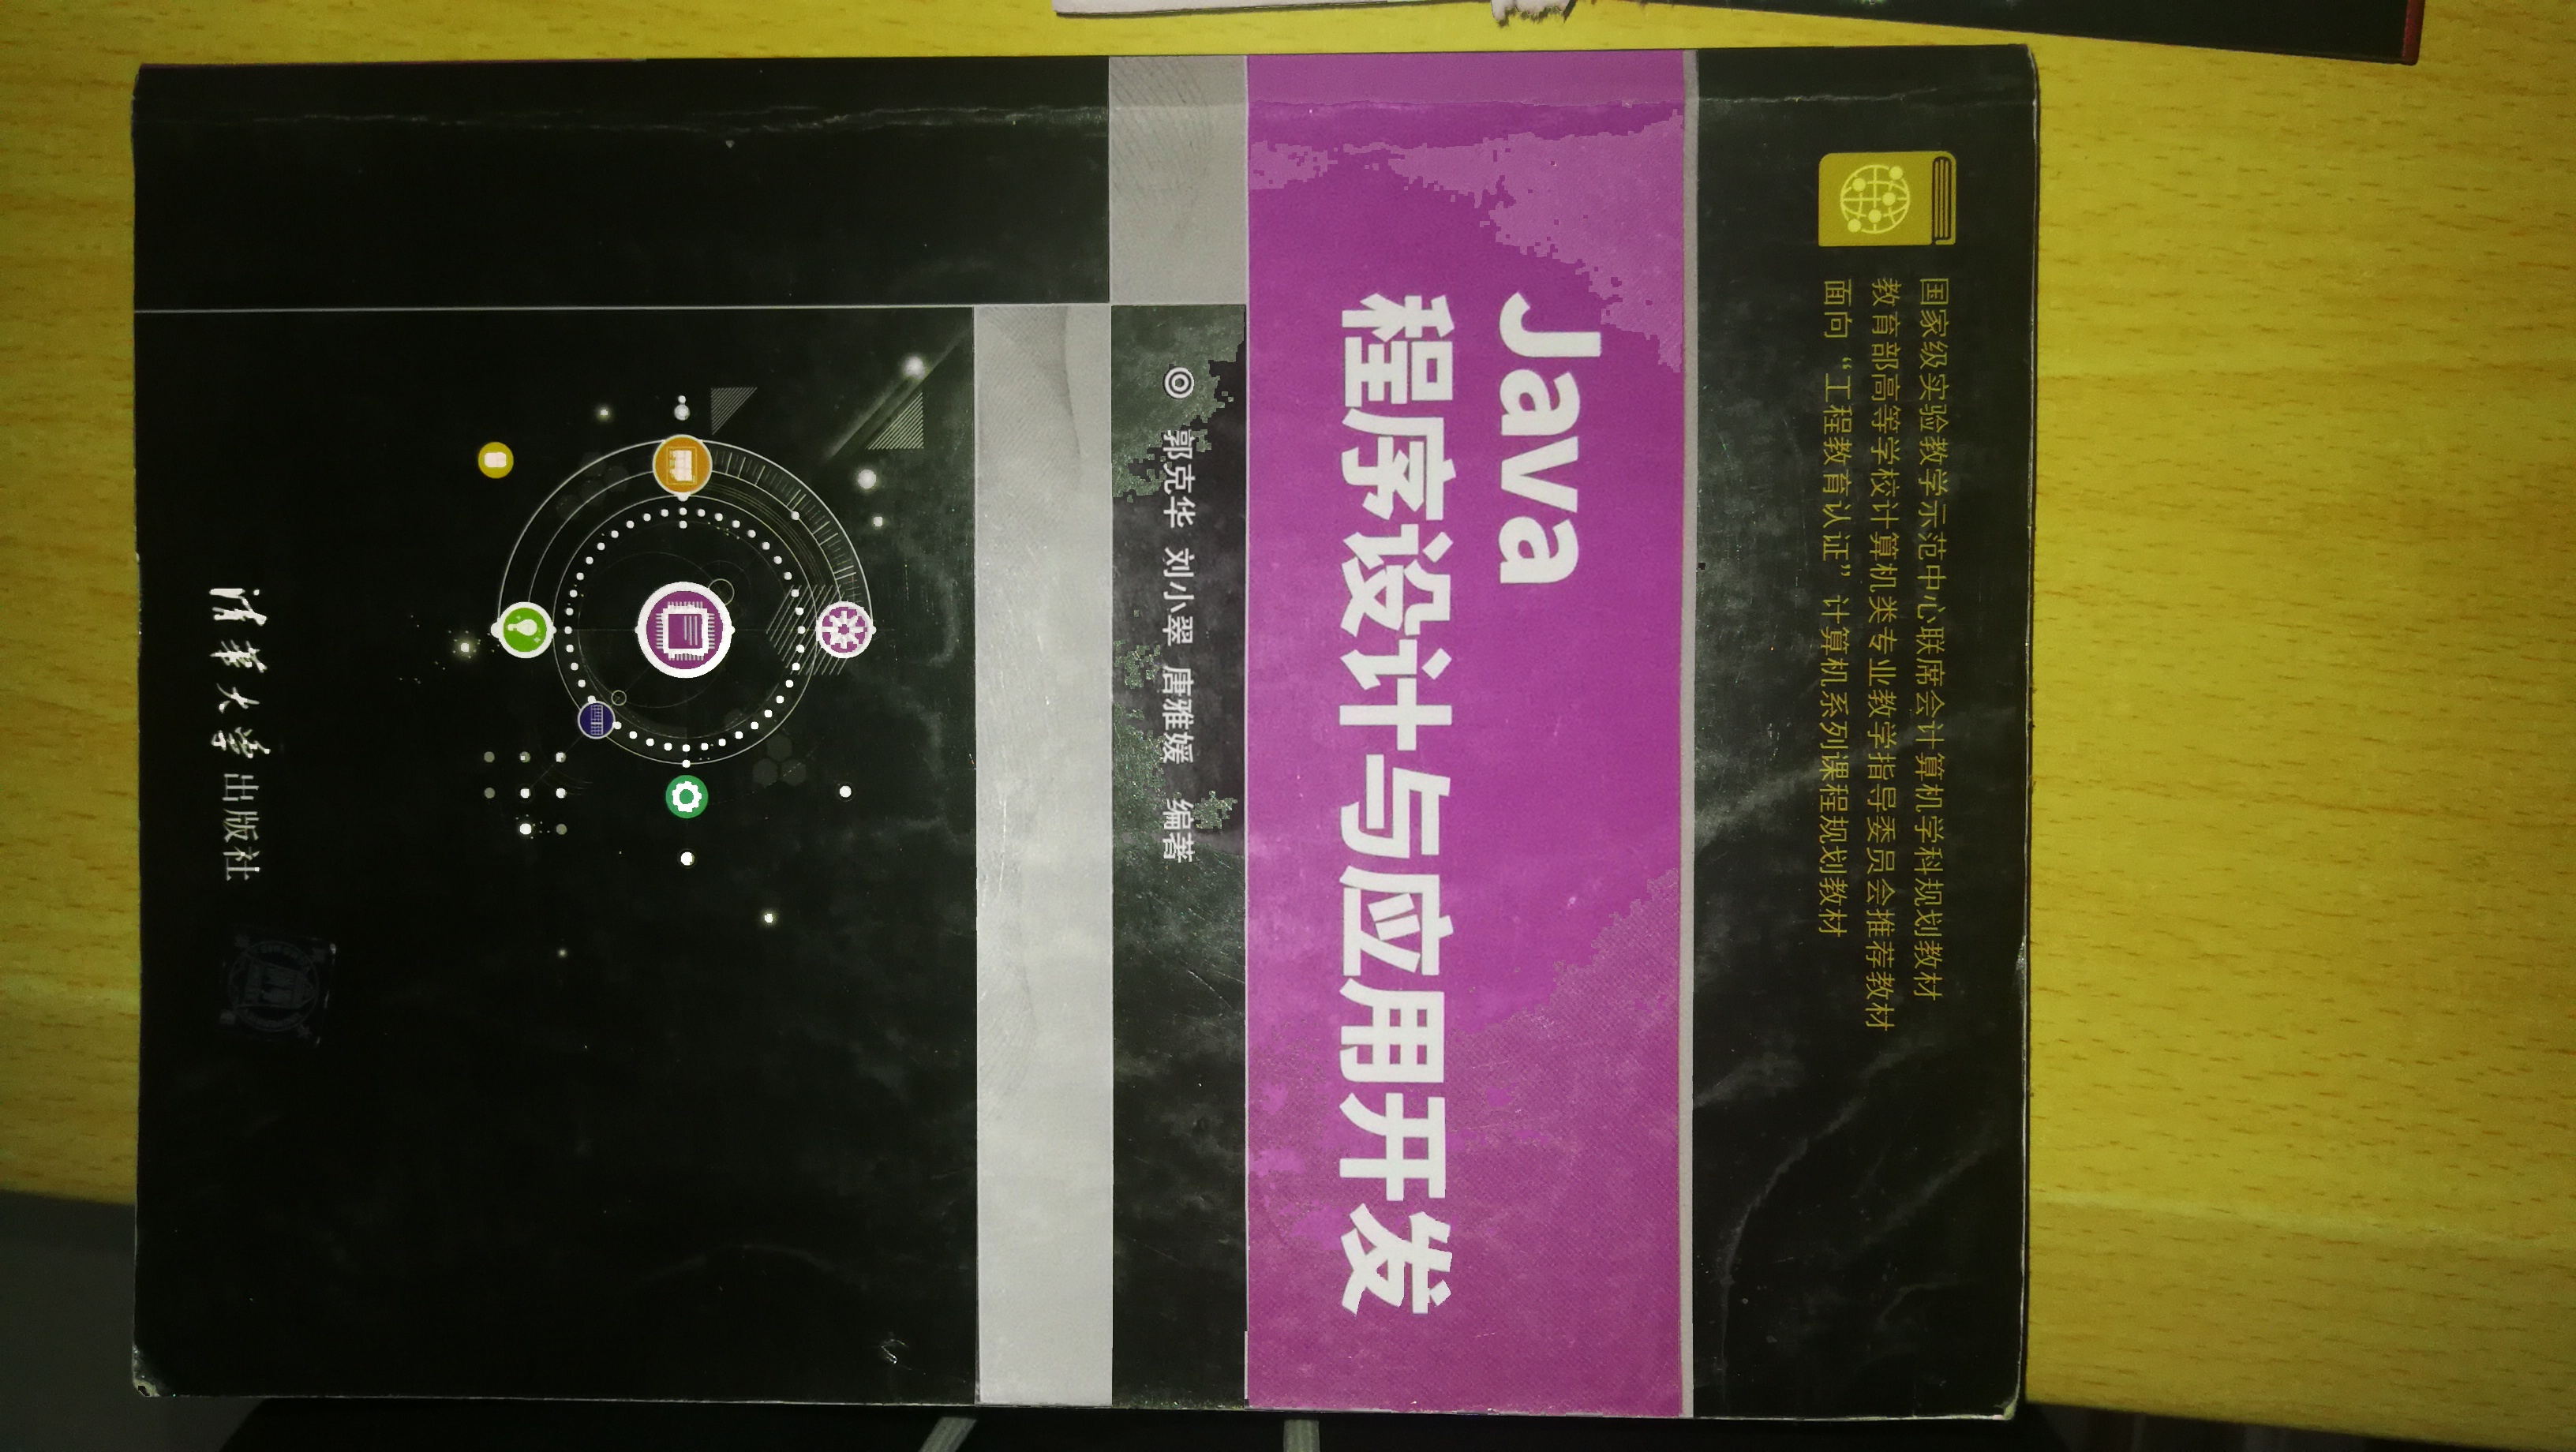 国家级实验教学示范中心联席会计算机学科规划教材
教育部高等学校计算机类专业教学指导委员会推荐教材
面向“工程教育认证”计算机系列课程规划教材
Java
程序设计与应用开发
◎ 郭克华 刘小翠 唐雅媛 编著
清华大学出版社